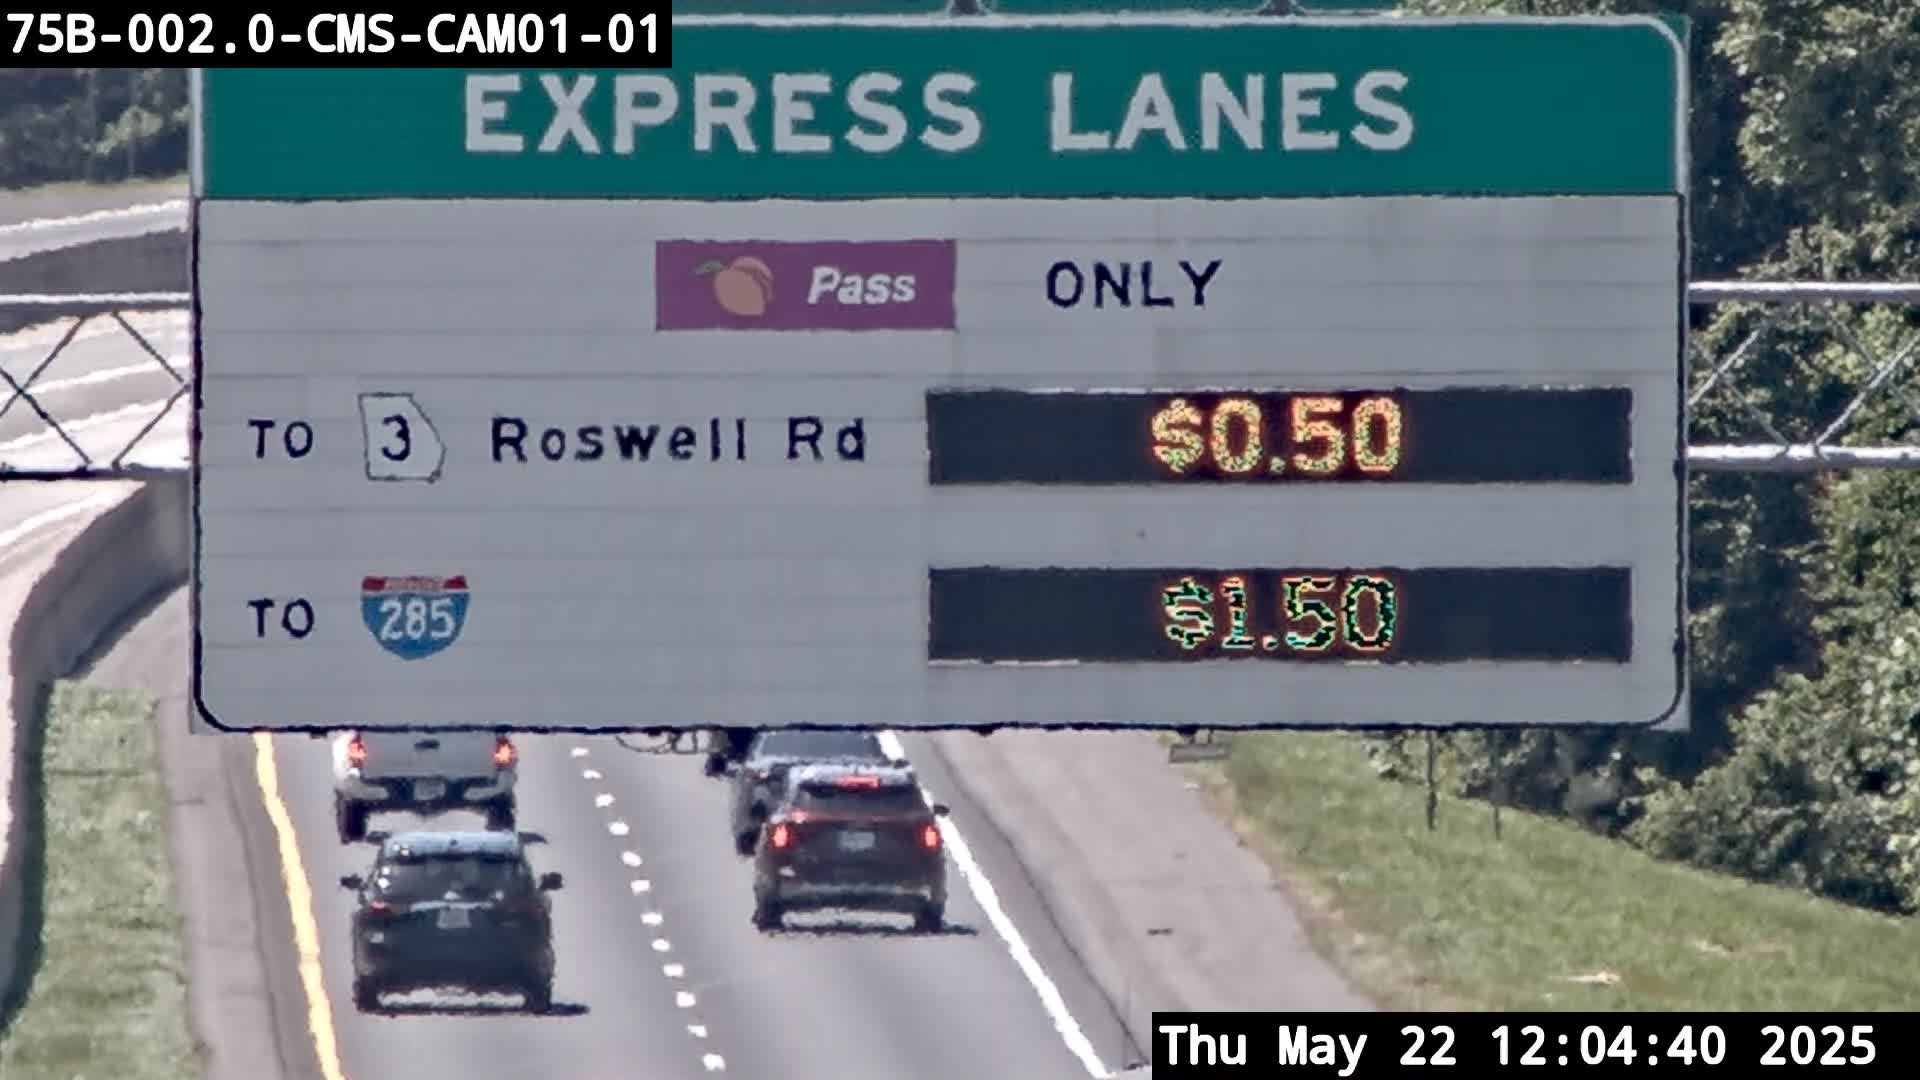 75B-002.0-CMS-CAM01-01
EXPRESS LANES
Pass ONLY
TO 3 Roswell Rd $0.50
TO 285 $1.50
Thu May 22 12:04:40 2025